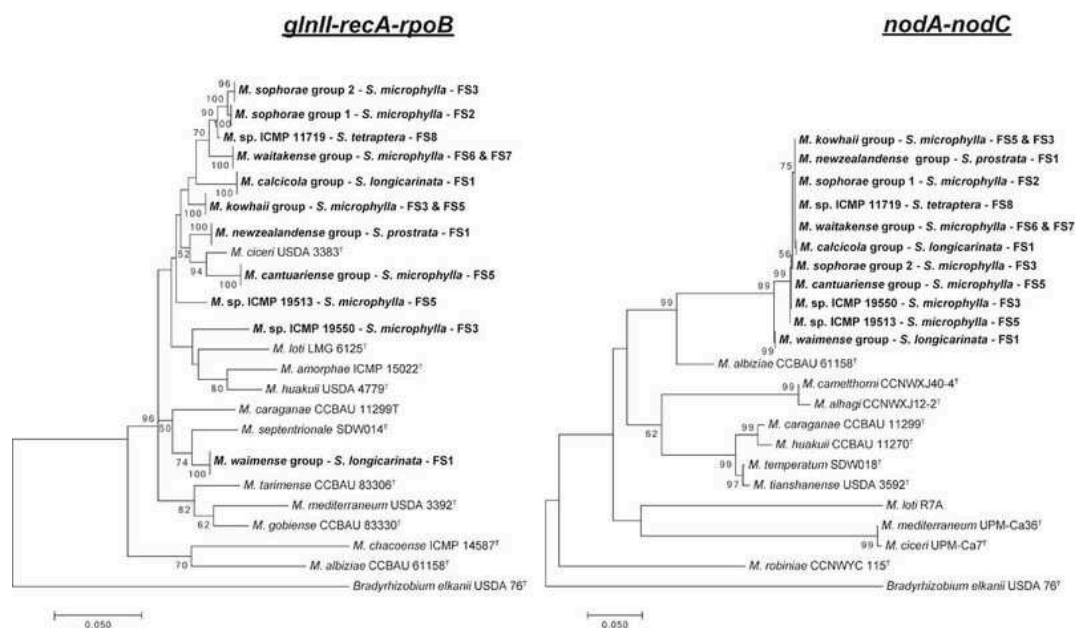 glnII-recA-rpoB
96
M. sophorae group 2 - S. microphylla - FS3
100
90
M. sophorae group 1 - S. microphylla - FS2
100
70
M. sp. ICMP 11719 - S. tetraptera - FS8
M. waitakense group - S. microphylla - FS6 & FS7
100
M. calcicola group - S. longicarinata - FS1
100
M. kowhaii group - S. microphylla - FS3 & FS5
100
100
M. newzealandense group - S. prostrata - FS1
52
M. ciceri USDA 3383T
94
M. cantuariense group - S. microphylla - FS5
100
M. sp. ICMP 19513 - S. microphylla - FS5
M. sp. ICMP 19550 - S. microphylla - FS3
M. loti LMG 6125T
M. amorphae ICMP 15022T
80
M. huakuii USDA 4779T
96
M. caraganae CCBAU 11299T
50
M. septentrionale SDW014T
74
M. waimense group - S. longicarinata - FS1
100
M. tarimense CCBAU 83306T
82
M. mediterraneum USDA 3392T
62
M. gobiense CCBAU 83330T
M. chacoense ICMP 14587T
70
M. albiziae CCBAU 61158T
Bradyrhizobium elkanii USDA 76T
0.050
nodA-nodC
M. kowhaii group - S. microphylla - FS5 & FS3
75
M. newzealandense group - S. prostrata - FS1
M. sophorae group 1 - S. microphylla - FS2
M. sp. ICMP 11719 - S. tetraptera - FS8
M. waitakense group - S. microphylla - FS6 & FS7
M. calcicola group - S. longicarinata - FS1
56
M. sophorae group 2 - S. microphylla - FS3
99
M. cantuariense group - S. microphylla - FS5
99
M. sp. ICMP 19550 - S. microphylla - FS3
99
M. sp. ICMP 19513 - S. microphylla - FS5
M. waimense group - S. longicarinata - FS1
99
M. albiziae CCBAU 61158T
99
M. camelthorni CCNWXJ40-4T
M. alhagi CCNWXJ12-2T
62
M. caraganae CCBAU 11299T
99
M. huakuii CCBAU 11270T
99
M. temperatum SDW018T
97
M. tianshanense USDA 3592T
M. loti R7A
M. mediterraneum UPM-Ca36T
99
M. ciceri UPM-Ca7T
M. robiniae CCNWYC 115T
Bradyrhizobium elkanii USDA 76T
0.050